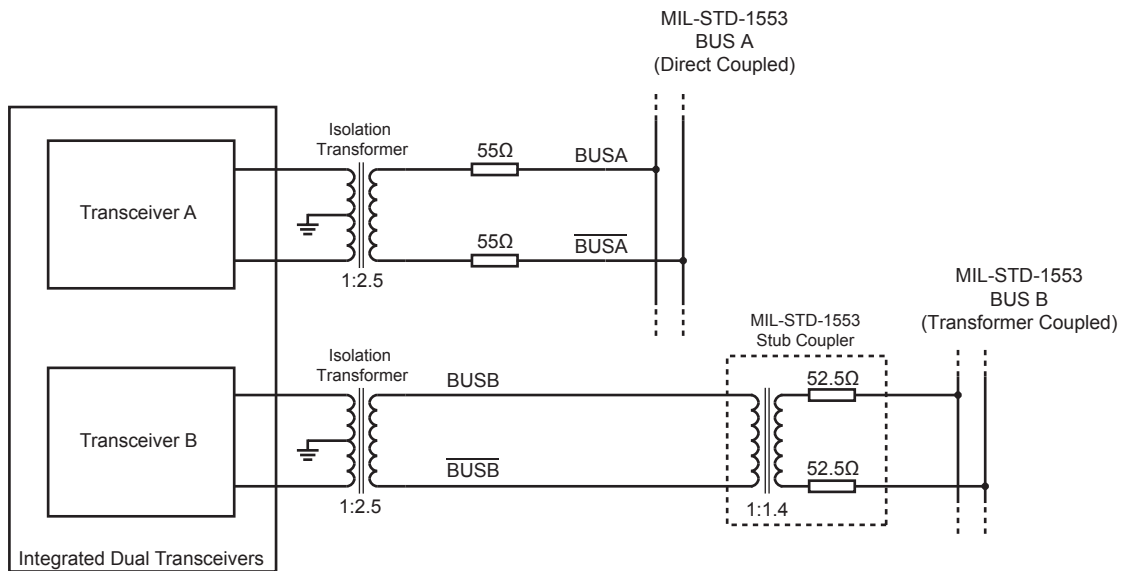 MIL-STD-1553
BUS A
(Direct Coupled)
Isolation
Transformer
55Ω
BUSA
Transceiver A
55Ω
B̅U̅S̅A̅
1:2.5
MIL-STD-1553
BUS B
(Transformer Coupled)
MIL-STD-1553
Stub Coupler
Isolation
Transformer
BUSB
52.5Ω
Transceiver B
B̅U̅S̅B̅
52.5Ω
1:2.5
1:1.4
Integrated Dual Transceivers